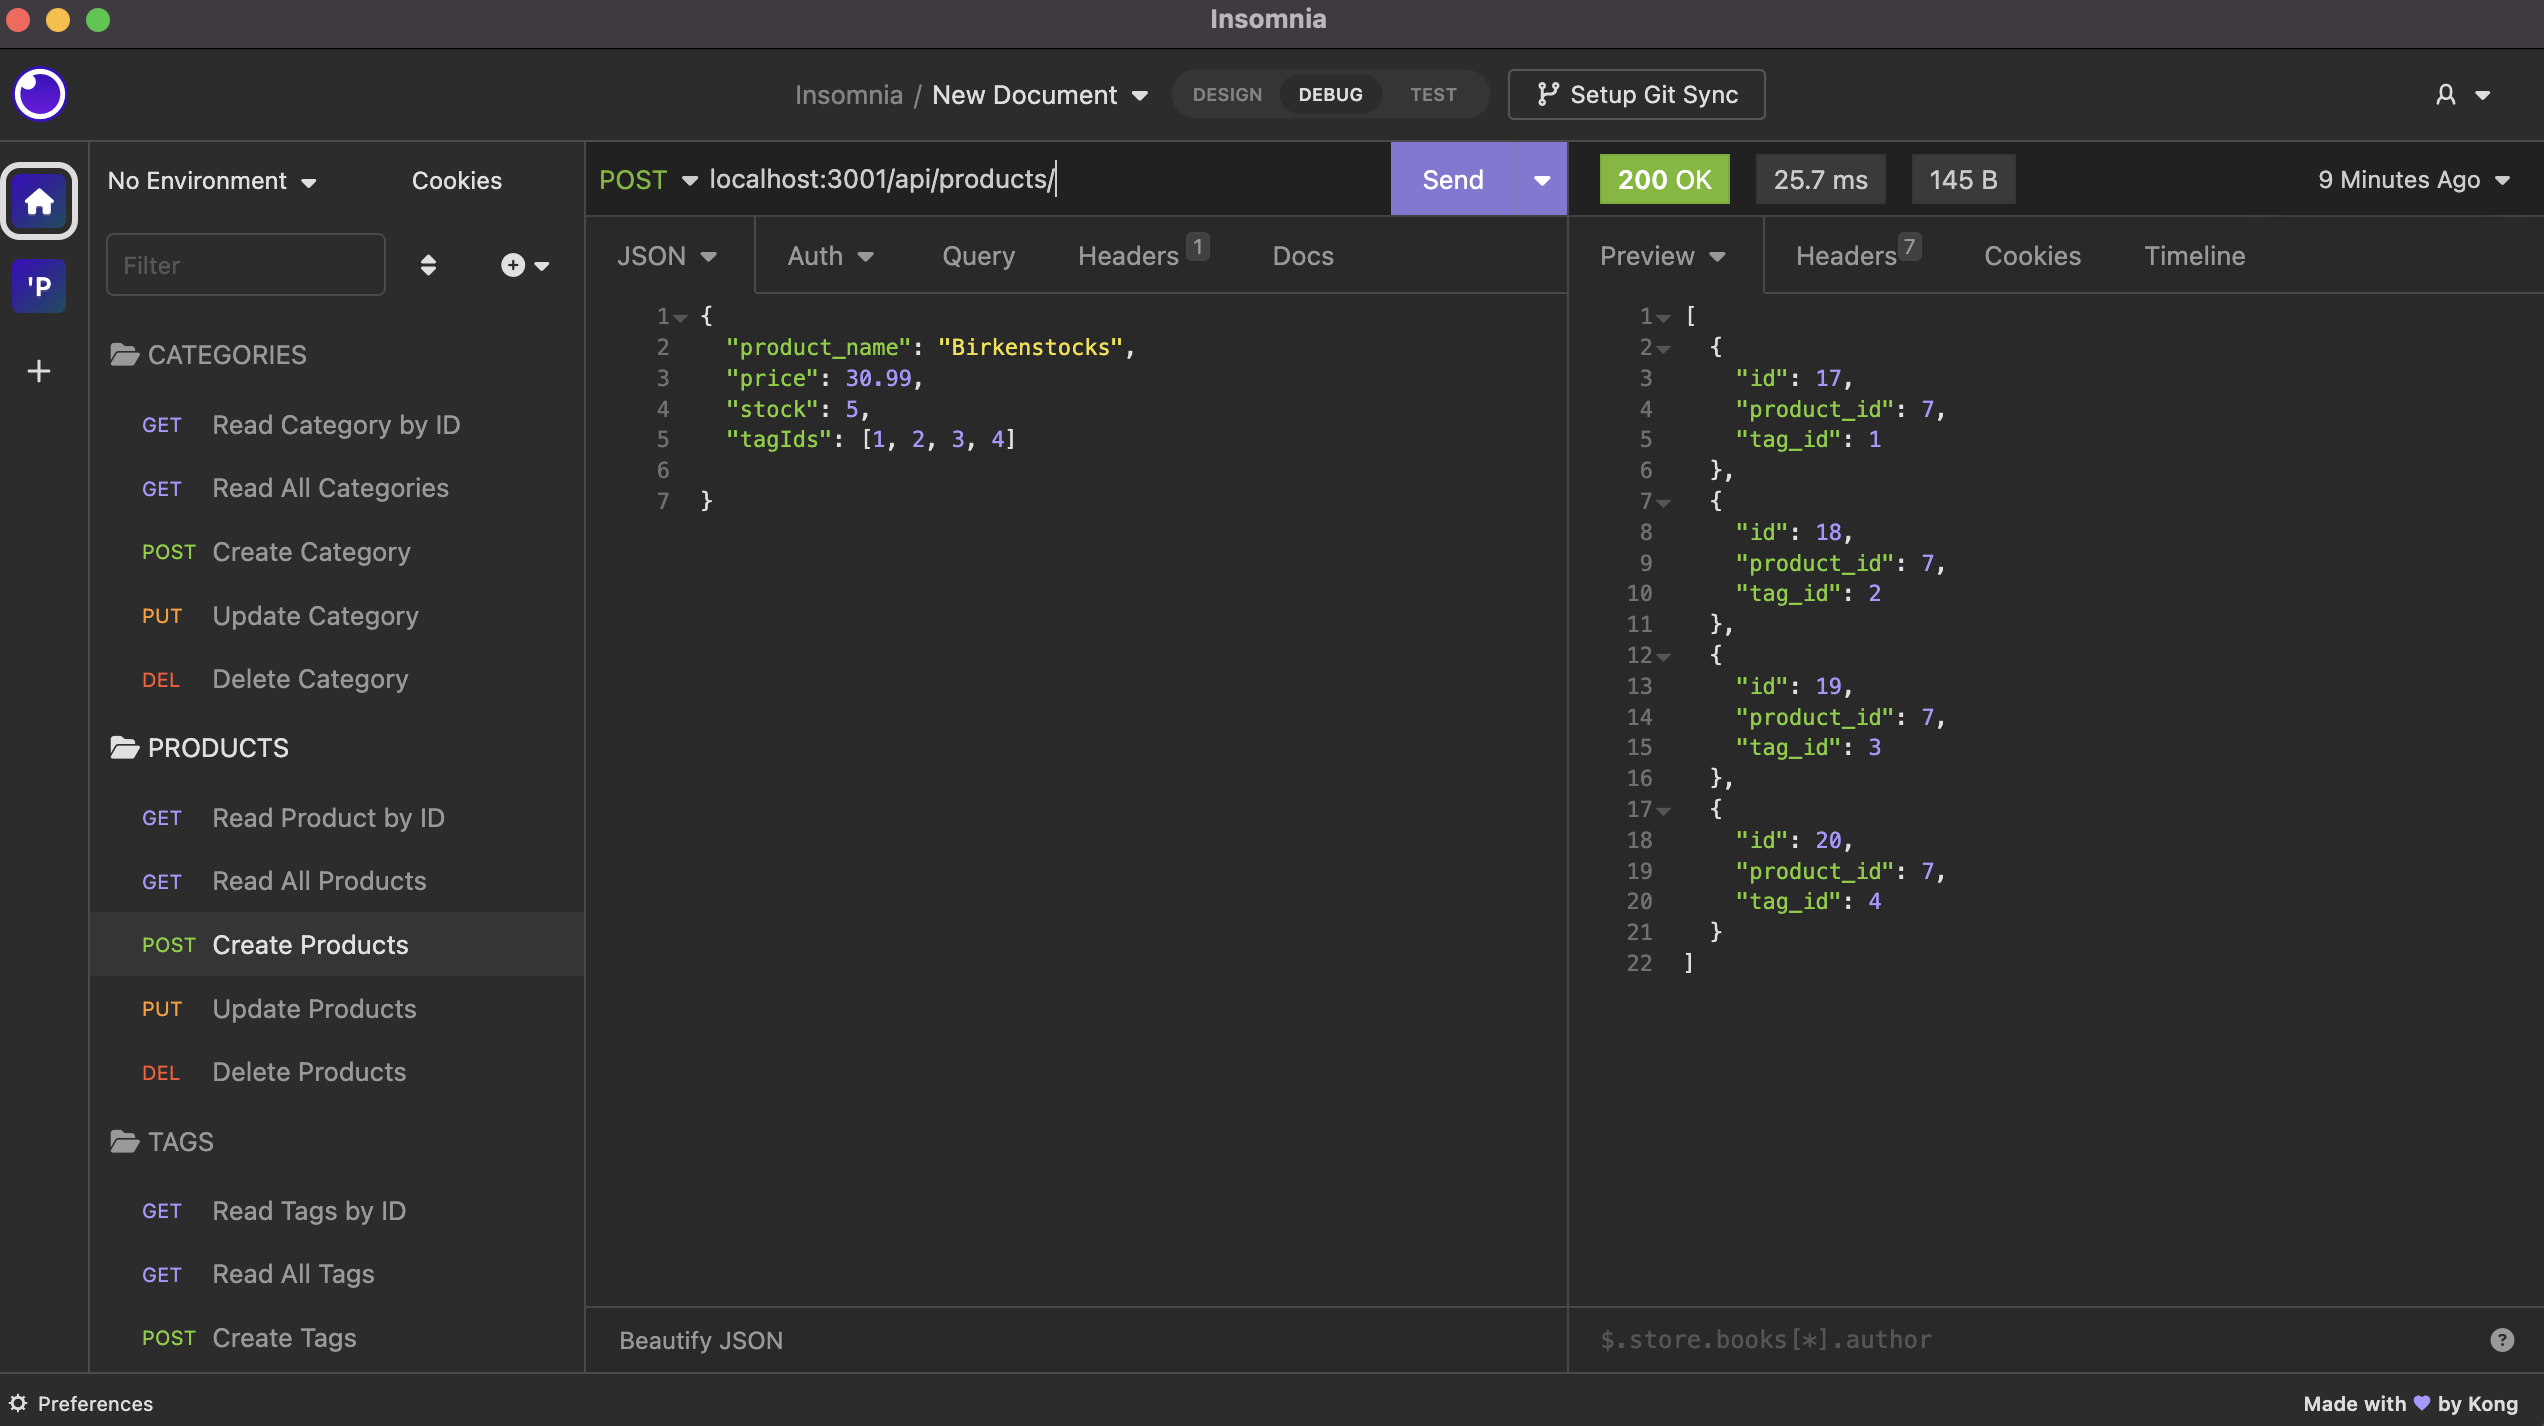 Insomnia
Insomnia / New Document
DESIGN DEBUG TEST
Setup Git Sync
No Environment
Cookies
Filter
'P
CATEGORIES
GET Read Category by ID
GET Read All Categories
POST Create Category
PUT Update Category
DEL Delete Category
PRODUCTS
GET Read Product by ID
GET Read All Products
POST Create Products
PUT Update Products
DEL Delete Products
TAGS
GET Read Tags by ID
GET Read All Tags
POST Create Tags
POST localhost:3001/api/products/
Send
JSON Auth Query Headers 1 Docs
1 {
2 "product_name": "Birkenstocks",
3 "price": 30.99,
4 "stock": 5,
5 "tagIds": [1, 2, 3, 4]
6
7 }
Beautify JSON
200 OK 25.7 ms 145 B 9 Minutes Ago
Preview Headers 7 Cookies Timeline
1 [
2 {
3 "id": 17,
4 "product_id": 7,
5 "tag_id": 1
6 },
7 {
8 "id": 18,
9 "product_id": 7,
10 "tag_id": 2
11 },
12 {
13 "id": 19,
14 "product_id": 7,
15 "tag_id": 3
16 },
17 {
18 "id": 20,
19 "product_id": 7,
20 "tag_id": 4
21 }
22 ]
$.store.books[*].author
?
Preferences
Made with 💜 by Kong